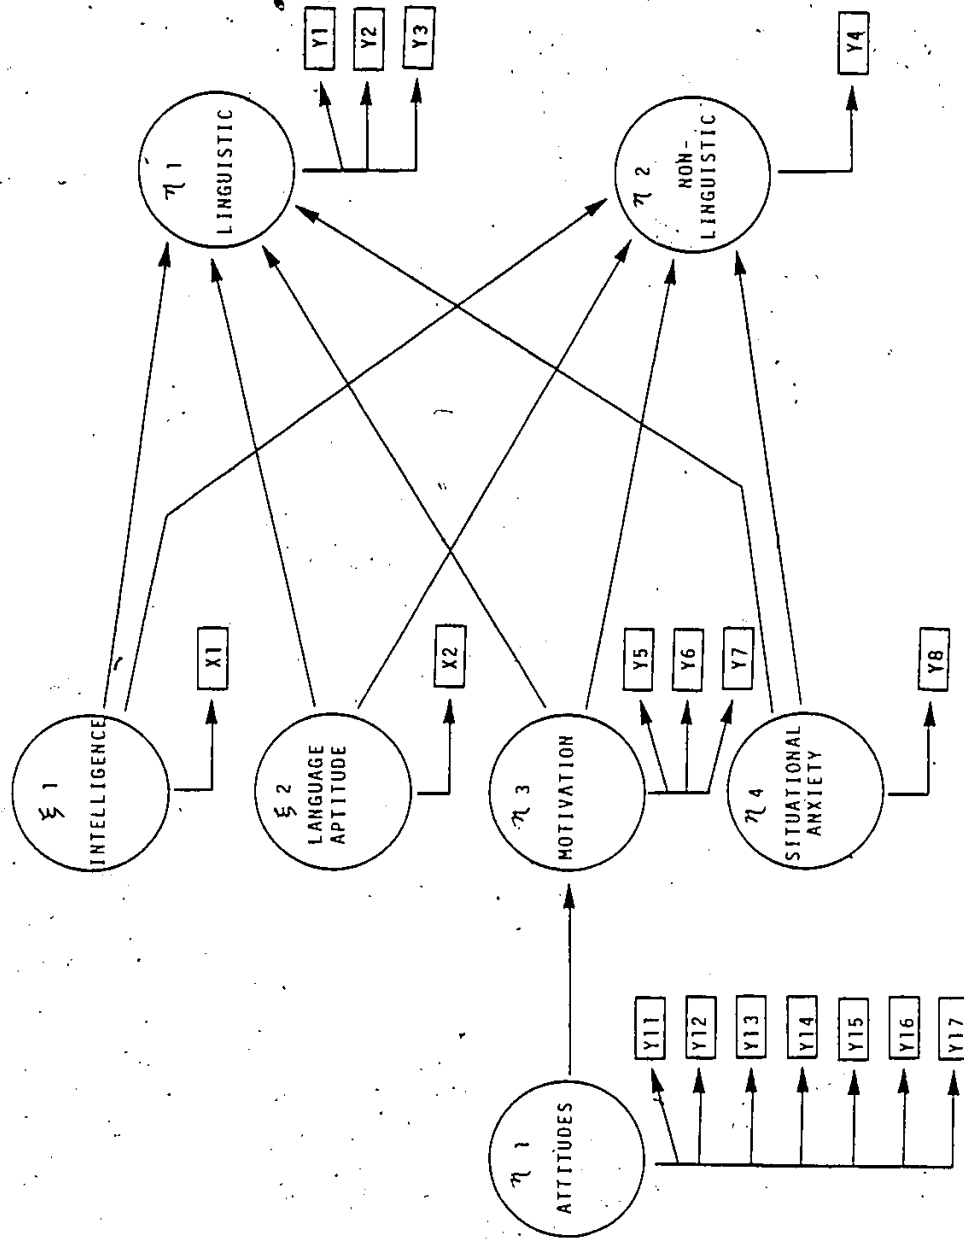 ξ 1
INTELLIGENCE
X1
ξ 2
LANGUAGE
APTITUDE
X2
η 1
ATTITUDES
Y11
Y12
Y13
Y14
Y15
Y16
Y17
η 3
MOTIVATION
Y5
Y6
Y7
η 4
SITUATIONAL
ANXIETY
Y8
η 1
LINGUISTIC
Y1
Y2
Y3
η 2
NON-
LINGUISTIC
Y4